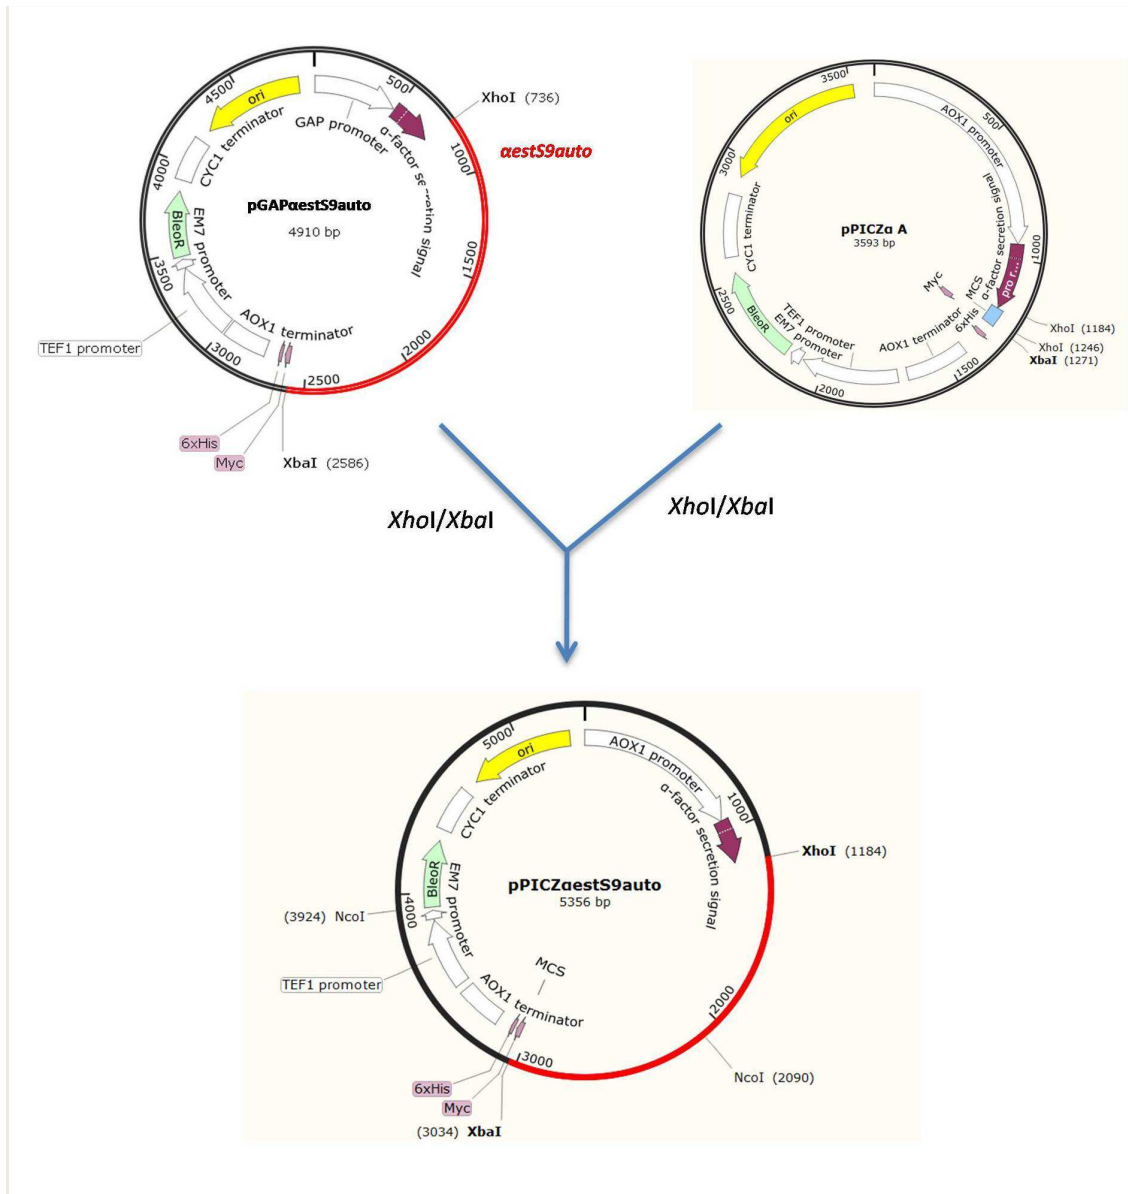 4500
ori
500
CYC1 terminator
GAP promoter
XhoI (736)
αestS9auto
1000
4000
pGAPαestS9auto
4910 bp
BleoR
EM7 promoter
3500
1500
TEF1 promoter
3000
AOX1 terminator
2000
2500
6xHis
Myc
XbaI (2586)
3500
AOX1 promoter
500
ori
3000
CYC1 terminator
pPICZα A
3593 bp
α-factor secretion signal
1000
pro r...
Myc
MCS
6xHis
2500
BleoR
TEF1 promoter
EM7 promoter
AOX1 terminator
2000
1500
XhoI (1184)
XhoI (1246)
XbaI (1271)
XhoI/XbaI
XhoI/XbaI
5000
ori
AOX1 promoter
CYC1 terminator
α-factor secretion signal
1000
XhoI (1184)
pPICZαestS9auto
5356 bp
BleoR
EM7 promoter
4000
(3924) NcoI
TEF1 promoter
MCS
AOX1 terminator
2000
3000
NcoI (2090)
6xHis
Myc
(3034) XbaI